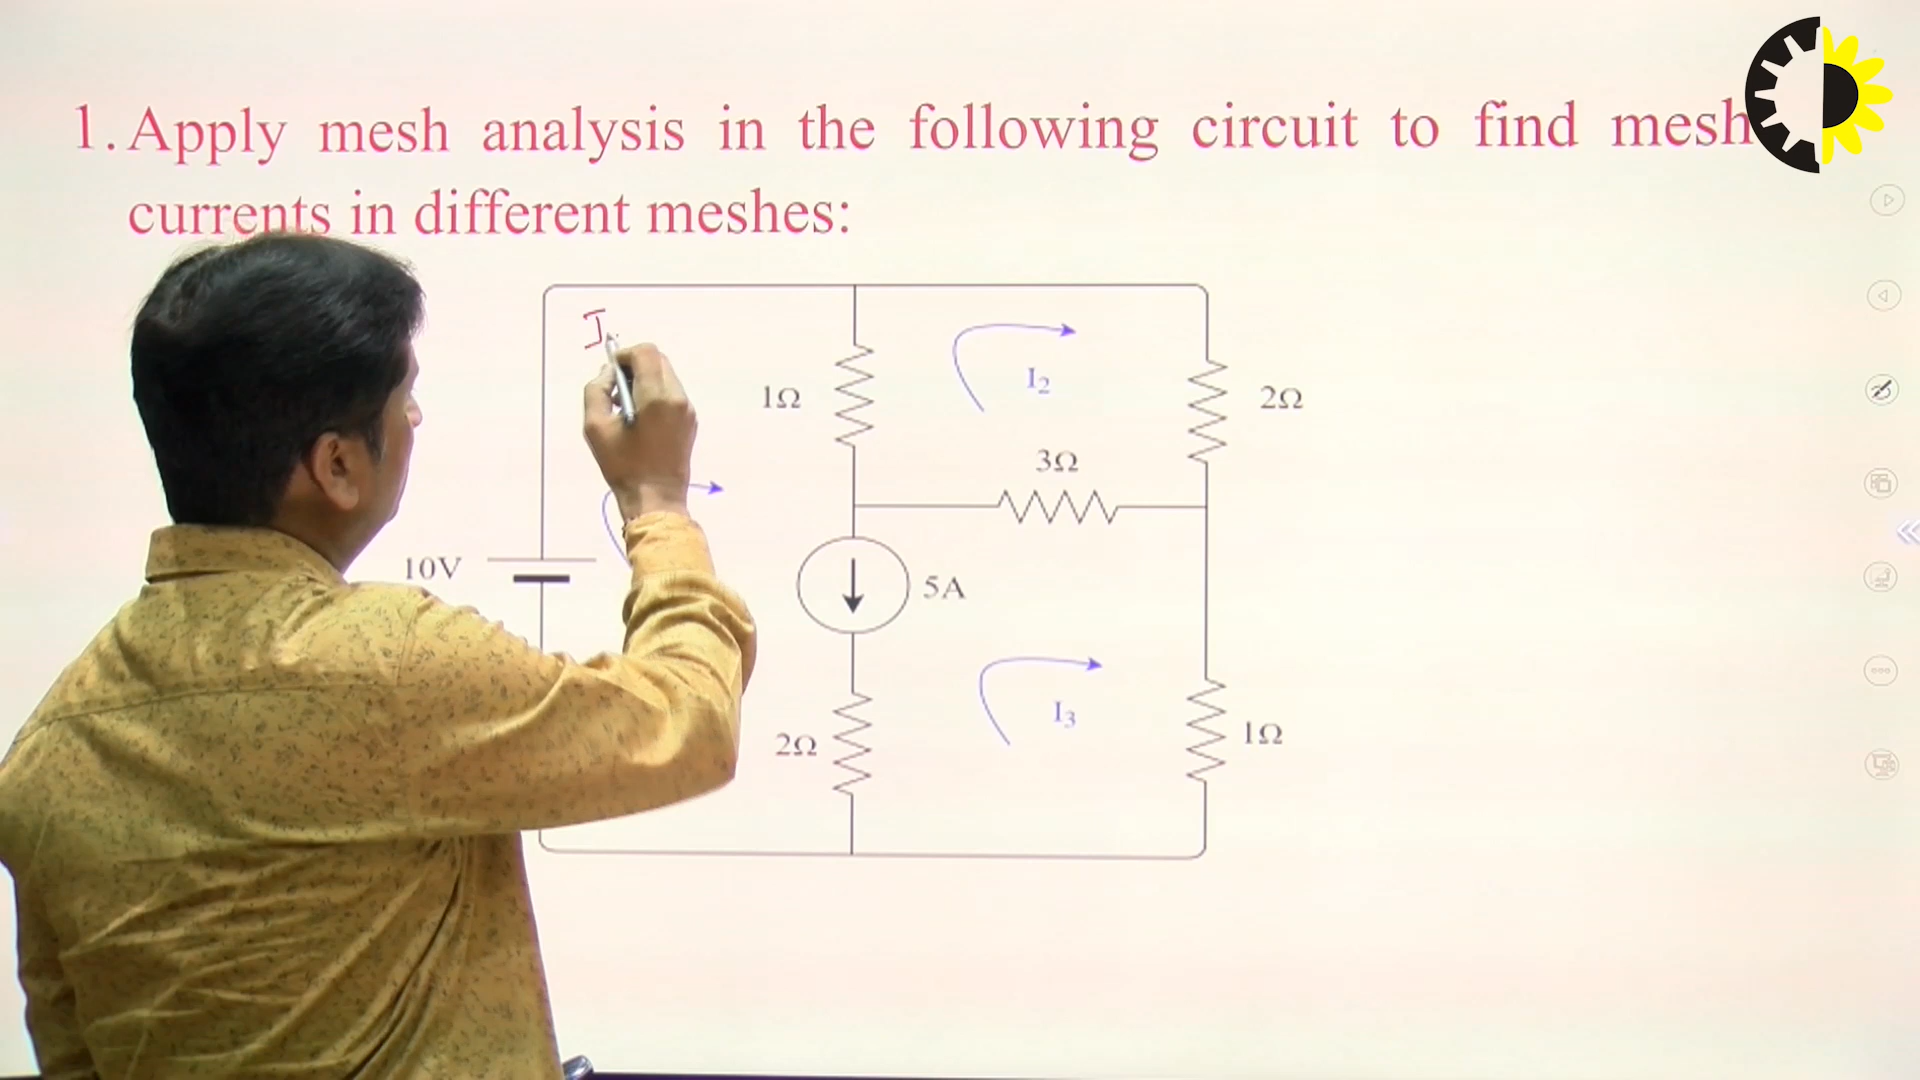 1. Apply mesh analysis in the following circuit to find mesh
currents in different meshes:
I
1Ω
I₂
2Ω
3Ω
10V
5A
I₃
2Ω
1Ω